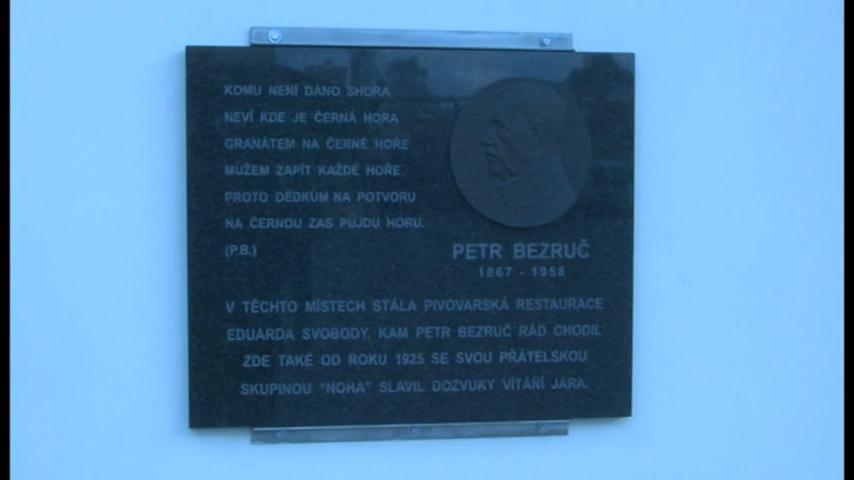 KOMU NENÍ DÁNO SHORA
NEVÍ KDE JE ČERNÁ HORA
GRANÁTEM NA ČERNÉ HOŘE
MŮŽEM ZAPÍT KAŽDÉ HOŘE.
PROTO DĚDKŮM NA POTVORU
NA ČERNOU ZAS PUJDU HORU.
(P.B.)
PETR BEZRUČ
1867 - 1958
V TĚCHTO MÍSTECH STÁLA PIVOVARSKÁ RESTAURACE
EDUARDA SVOBODY, KAM PETR BEZRUČ RÁD CHODIL
ZDE TAKÉ OD ROKU 1925 SE SVOU PŘÁTELSKOU
SKUPINOU "NOHA" SLAVIL DOZVUKY VÍTÁŘÍ JARA.